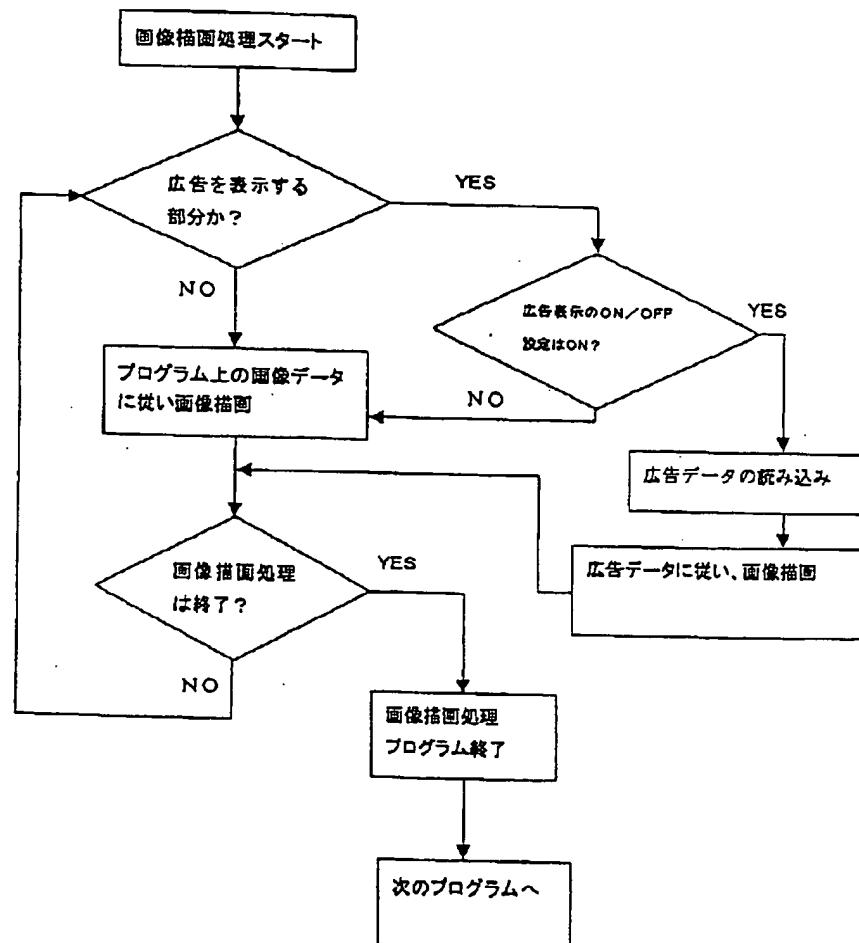 画像描画処理スタート
広告を表示する
部分か？
YES
NO
広告表示のON／OFF
設定はON？
YES
NO
プログラム上の画像データ
に従い画像描画
広告データの読み込み
広告データに従い、画像描画
画像描画処理
は終了？
YES
NO
画像描画処理
プログラム終了
次のプログラムへ